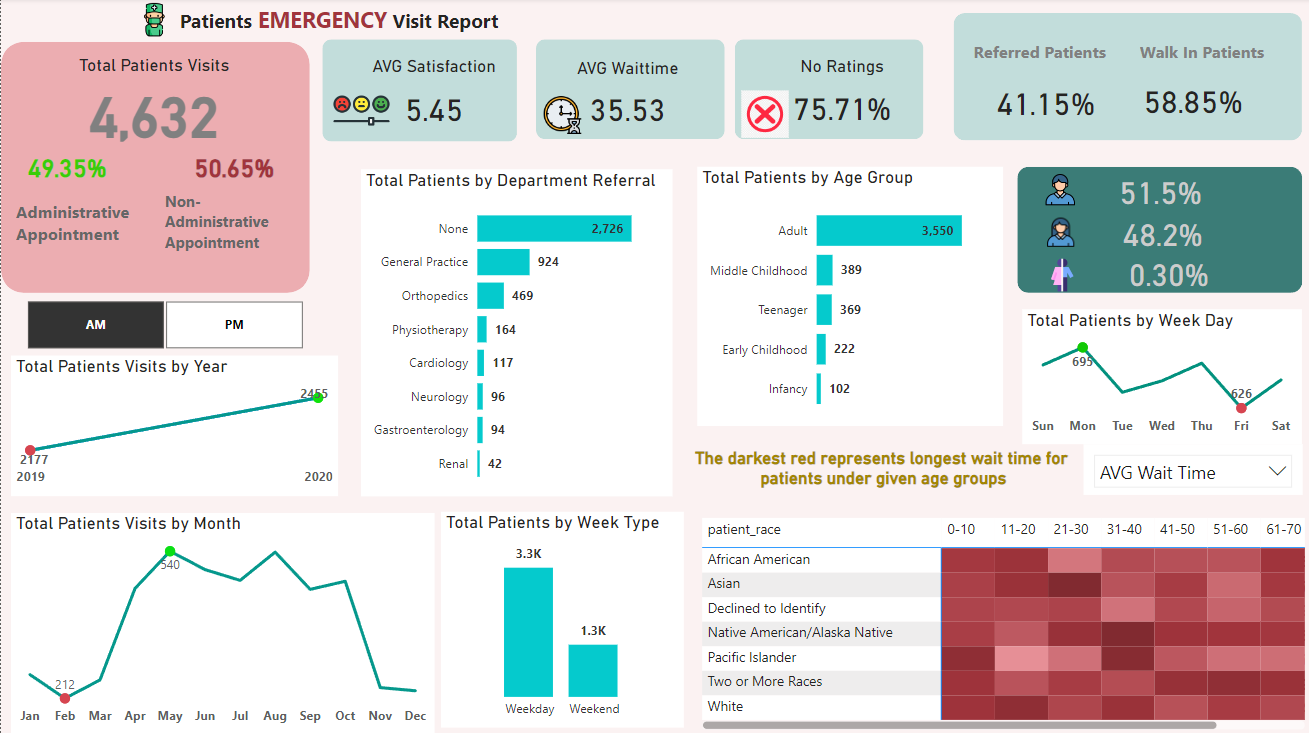 Patients EMERGENCY Visit Report
Total Patients Visits
4,632
49.35%
50.65%
Administrative
Appointment
Non-
Administrative
Appointment
AVG Satisfaction
5.45
AVG Waittime
35.53
No Ratings
75.71%
Referred Patients
Walk In Patients
41.15%
58.85%
AM
PM
Total Patients by Department Referral
None
2,726
General Practice
924
Orthopedics
469
Physiotherapy
164
Cardiology
117
Neurology
96
Gastroenterology
94
Renal
42
Total Patients by Age Group
Adult
3,550
Middle Childhood
389
Teenager
369
Early Childhood
222
Infancy
102
51.5%
48.2%
0.30%
Total Patients by Week Day
695
626
Sun Mon Tue Wed Thu Fri Sat
Total Patients Visits by Year
2455
2177
2019
2020
The darkest red represents longest wait time for
patients under given age groups
AVG Wait Time
Total Patients Visits by Month
540
212
Jan Feb Mar Apr May Jun Jul Aug Sep Oct Nov Dec
Total Patients by Week Type
3.3K
1.3K
Weekday Weekend
patient_race 0-10 11-20 21-30 31-40 41-50 51-60 61-70
African American
Asian
Declined to Identify
Native American/Alaska Native
Pacific Islander
Two or More Races
White